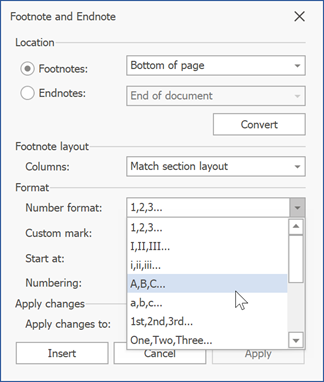 Footnote and Endnote
Location
Footnotes: Bottom of page
Endnotes: End of document
Convert
Footnote layout
Columns: Match section layout
Format
Number format: 1,2,3...
Custom mark: 1,2,3...
I,II,III...
Start at: i,ii,iii...
Numbering: A,B,C...
a,b,c...
Apply changes
Apply changes to: 1st,2nd,3rd...
One,Two,Three...
Insert Cancel Apply